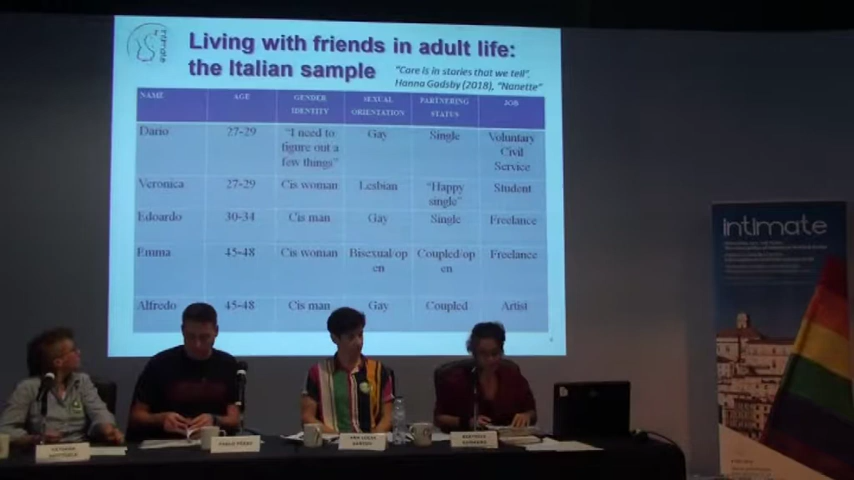 intimate
Living with friends in adult life:
the Italian sample
"Care is in stories that we tell".
Hanna Gadsby (2018), "Nanette"
NAME AGE GENDER IDENTITY SEXUAL ORIENTATION PARTNERING STATUS JOB
Dario 27-29 "I need to figure out a few things" Gay Single Voluntary Civil Service
Veronica 27-29 Cis woman Lesbian "Happy single" Student
Edoardo 30-34 Cis man Gay Single Freelance
Emma 45-48 Cis woman Bisexual/op en Coupled/op en Freelance
Alfredo 45-48 Cis man Gay Coupled Artist
intimate
PABLO PÉREZ